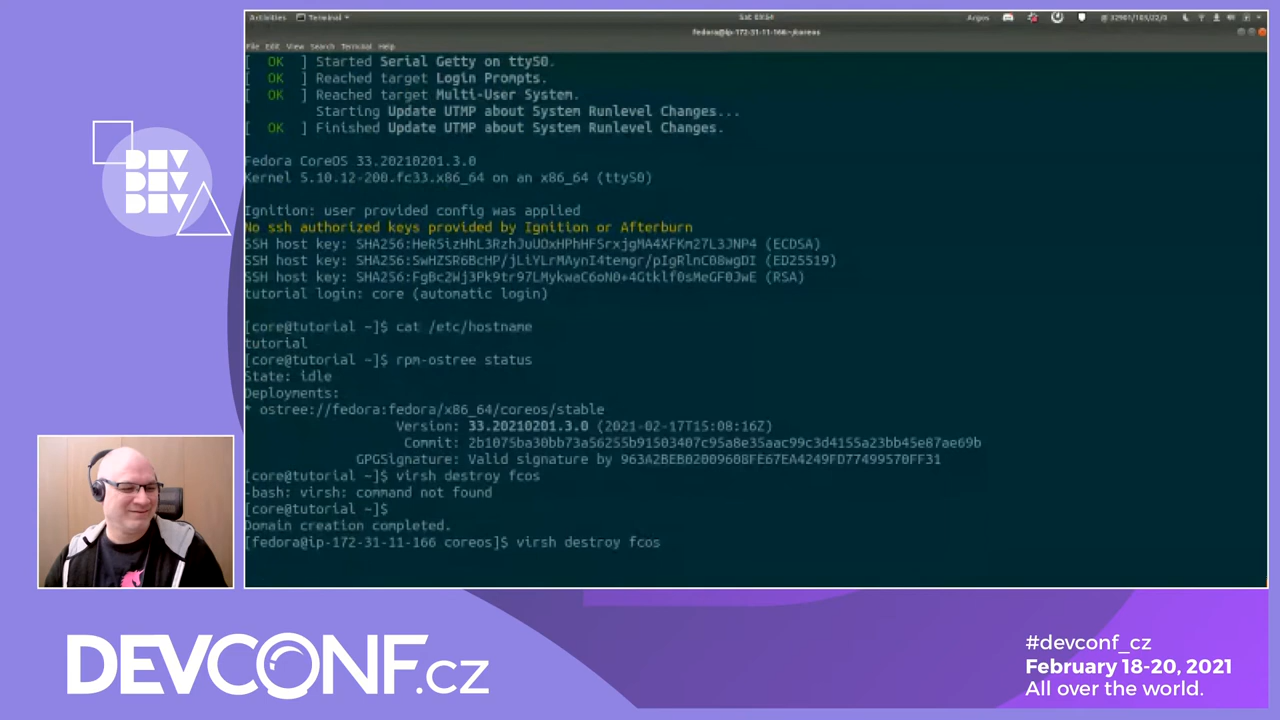 Activities Terminal
Sat 03:54
Argos
fedora@ip-172-31-11-166:~/coreos
File Edit View Search Terminal Help
[ OK ] Started Serial Getty on ttyS0.
[ OK ] Reached target Login Prompts.
[ OK ] Reached target Multi-User System.
Starting Update UTMP about System Runlevel Changes...
[ OK ] Finished Update UTMP about System Runlevel Changes.
Fedora CoreOS 33.20210201.3.0
Kernel 5.10.12-200.fc33.x86_64 on an x86_64 (ttyS0)
Ignition: user provided config was applied
No ssh authorized keys provided by Ignition or Afterburn
SSH host key: SHA256:HeR5izHhL3RzhJuUOxHPhHFSrxjgMA4XFKm27L3JNP4 (ECDSA)
SSH host key: SHA256:SwHZSR6BcHP/jLiYLrMAynI4temgr/pIgRlnC08wgDI (ED25519)
SSH host key: SHA256:FgBc2Wj3Pk9tr97LMykwaC6oN0+4Gtklf0sMeGF0JwE (RSA)
tutorial login: core (automatic login)
[core@tutorial ~]$ cat /etc/hostname
tutorial
[core@tutorial ~]$ rpm-ostree status
State: idle
Deployments:
* ostree://fedora:fedora/x86_64/coreos/stable
Version: 33.20210201.3.0 (2021-02-17T15:08:16Z)
Commit: 2b1075ba30bb73a56255b91503407c95a8e35aac99c3d4155a23bb45e87ae69b
GPGSignature: Valid signature by 963A2BEB02009608FE67EA4249FD77499570FF31
[core@tutorial ~]$ virsh destroy fcos
-bash: virsh: command not found
[core@tutorial ~]$
Domain creation completed.
[fedora@ip-172-31-11-166 coreos]$ virsh destroy fcos
DEV
DEV
DEV
DEVCONF.cz
#devconf_cz
February 18-20, 2021
All over the world.